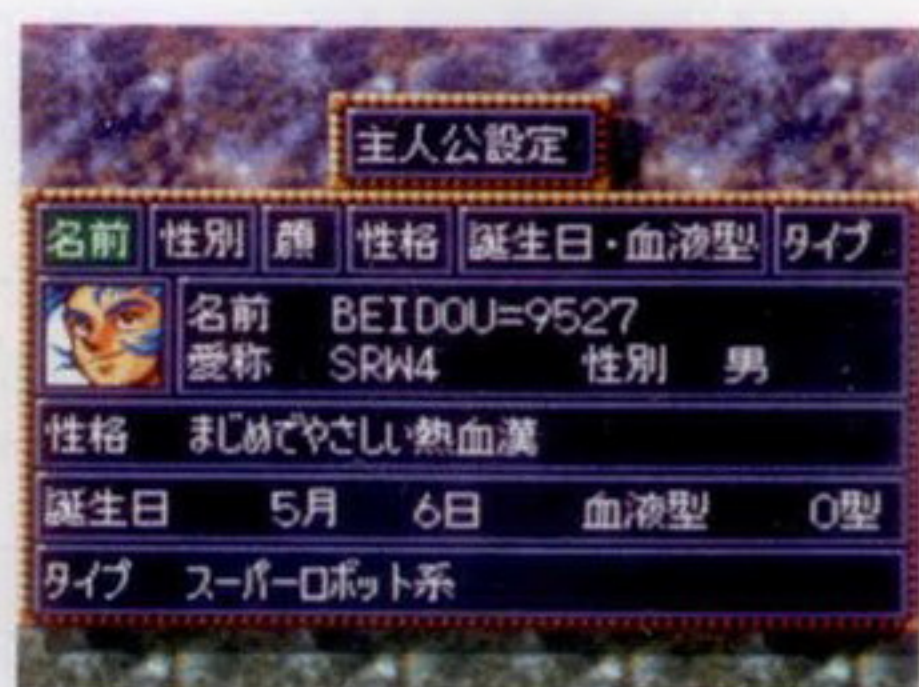 主人公設定
名前 性別 顔 性格 誕生日・血液型 タイプ
名前 BEIDOU=9527
愛称 SRW4 性別 男
性格 まじめでやさしい熱血漢
誕生日 5月 6日 血液型 O型
タイプ スーパーロボット系